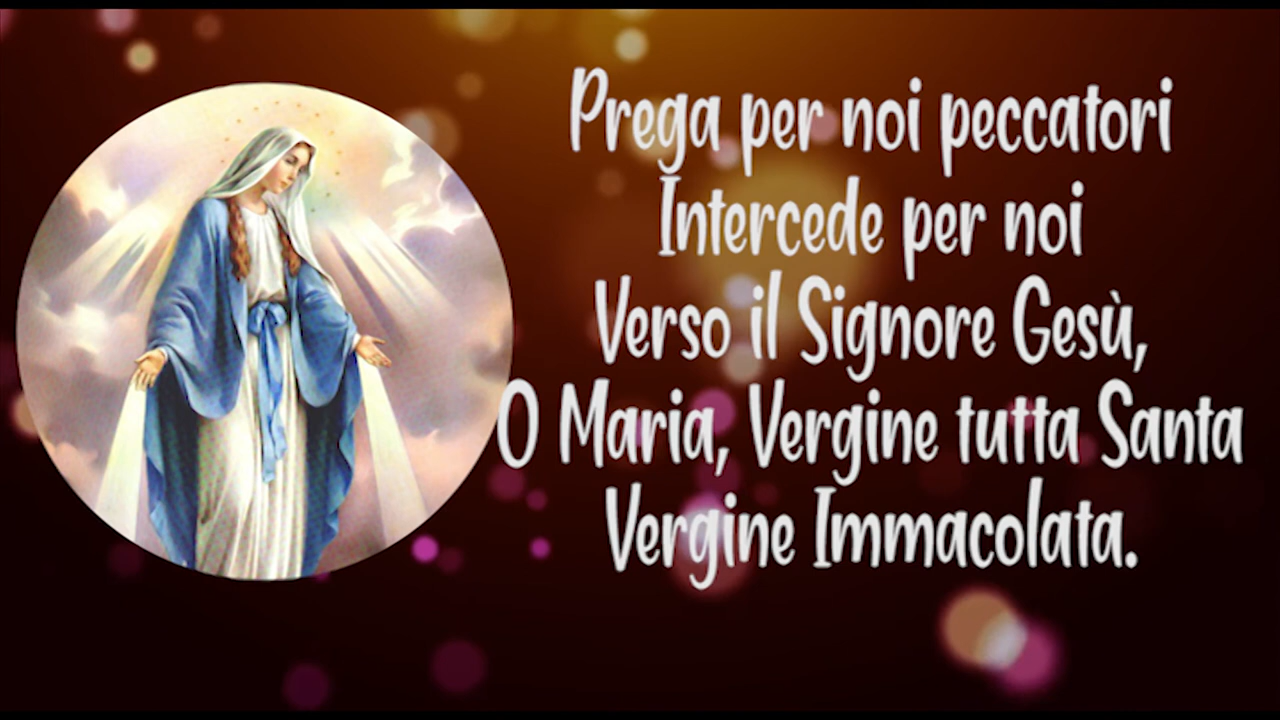 Prega per noi peccatori
Intercede per noi
Verso il Signore Gesù,
O Maria, Vergine tutta Santa
Vergine Immacolata.